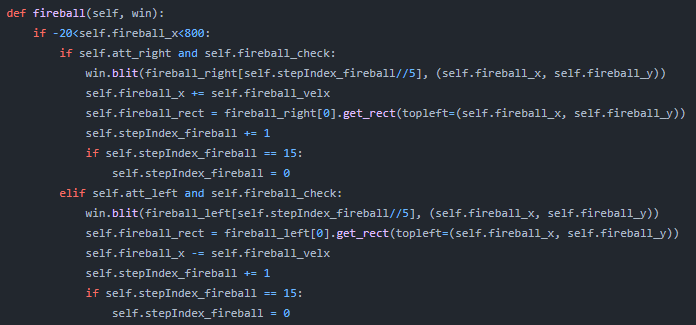 def fireball(self, win):
    if -20<self.fireball_x<800:
        if self.att_right and self.fireball_check:
            win.blit(fireball_right[self.stepIndex_fireball//5], (self.fireball_x, self.fireball_y))
            self.fireball_x += self.fireball_velx
            self.fireball_rect = fireball_right[0].get_rect(topleft=(self.fireball_x, self.fireball_y))
            self.stepIndex_fireball += 1
            if self.stepIndex_fireball == 15:
                self.stepIndex_fireball = 0
        elif self.att_left and self.fireball_check:
            win.blit(fireball_left[self.stepIndex_fireball//5], (self.fireball_x, self.fireball_y))
            self.fireball_rect = fireball_left[0].get_rect(topleft=(self.fireball_x, self.fireball_y))
            self.fireball_x -= self.fireball_velx
            self.stepIndex_fireball += 1
            if self.stepIndex_fireball == 15:
                self.stepIndex_fireball = 0